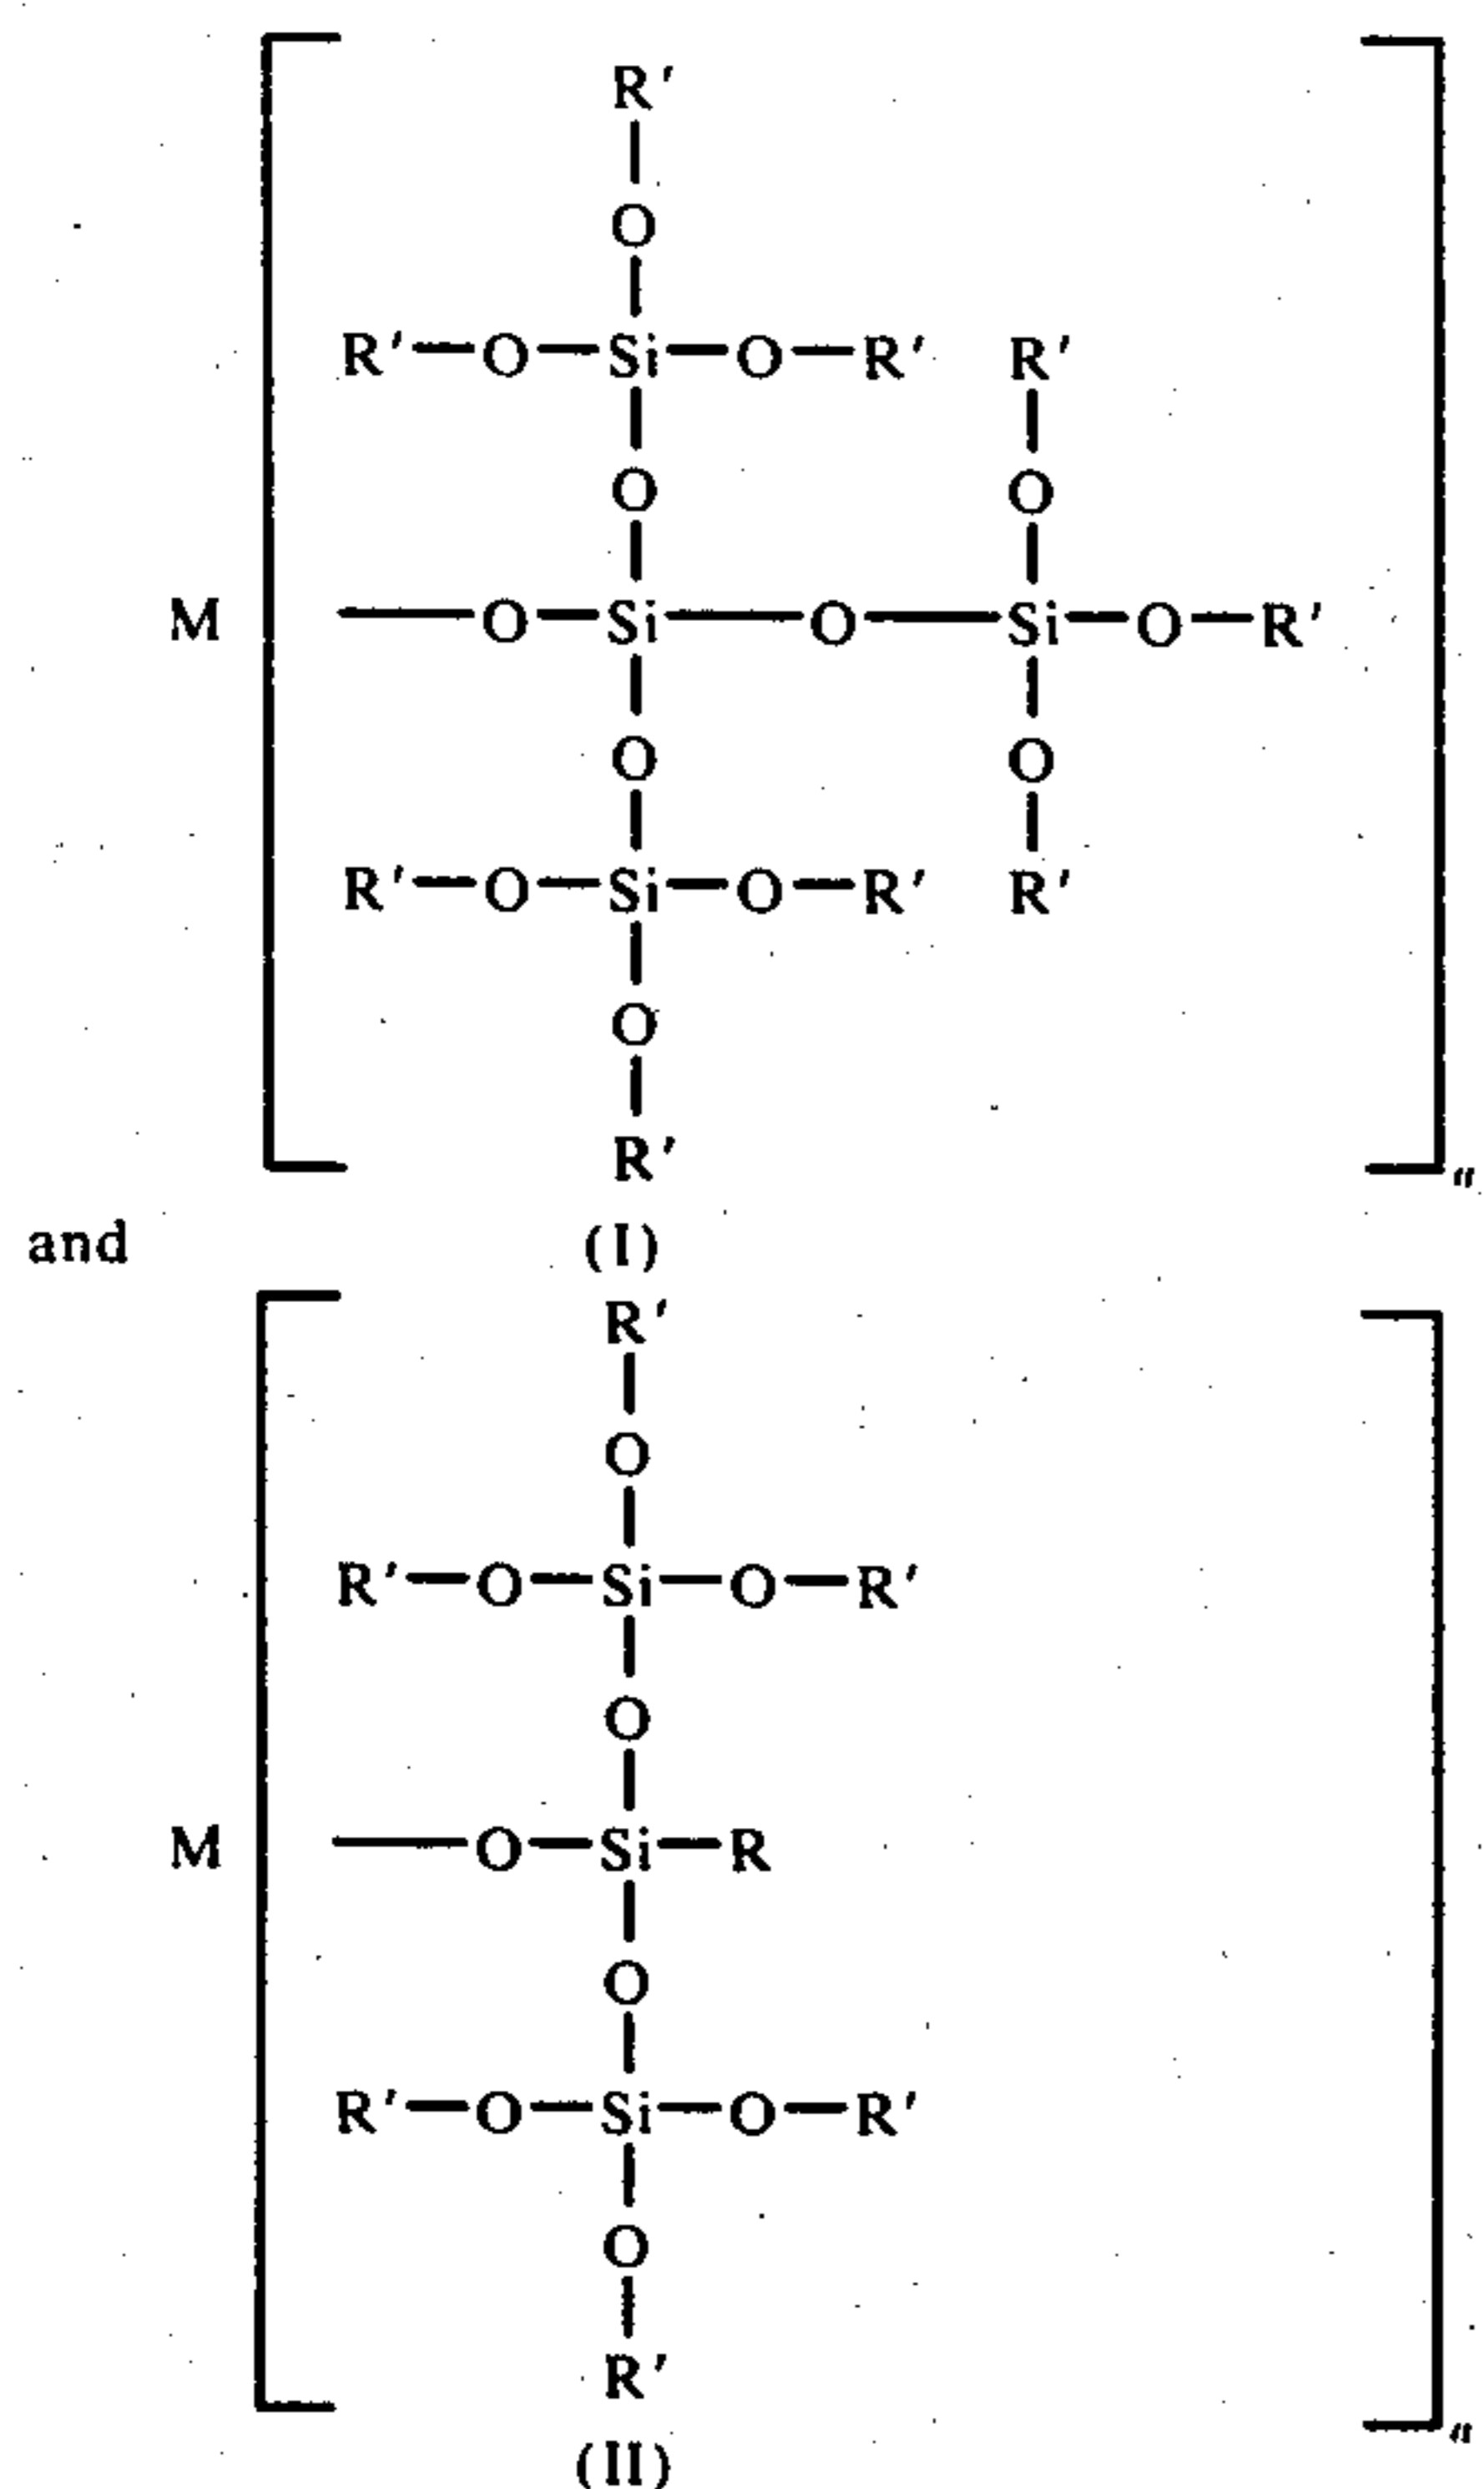 R'
O
R'—O—Si—O—R' R'
O O
M —O—Si—O—Si—O—R'
O O
R'—O—Si—O—R' R'
O
R'
and (I)
R'
O
R'—O—Si—O—R'
O
M —O—Si—R
O
R'—O—Si—O—R'
O
R'
(II)